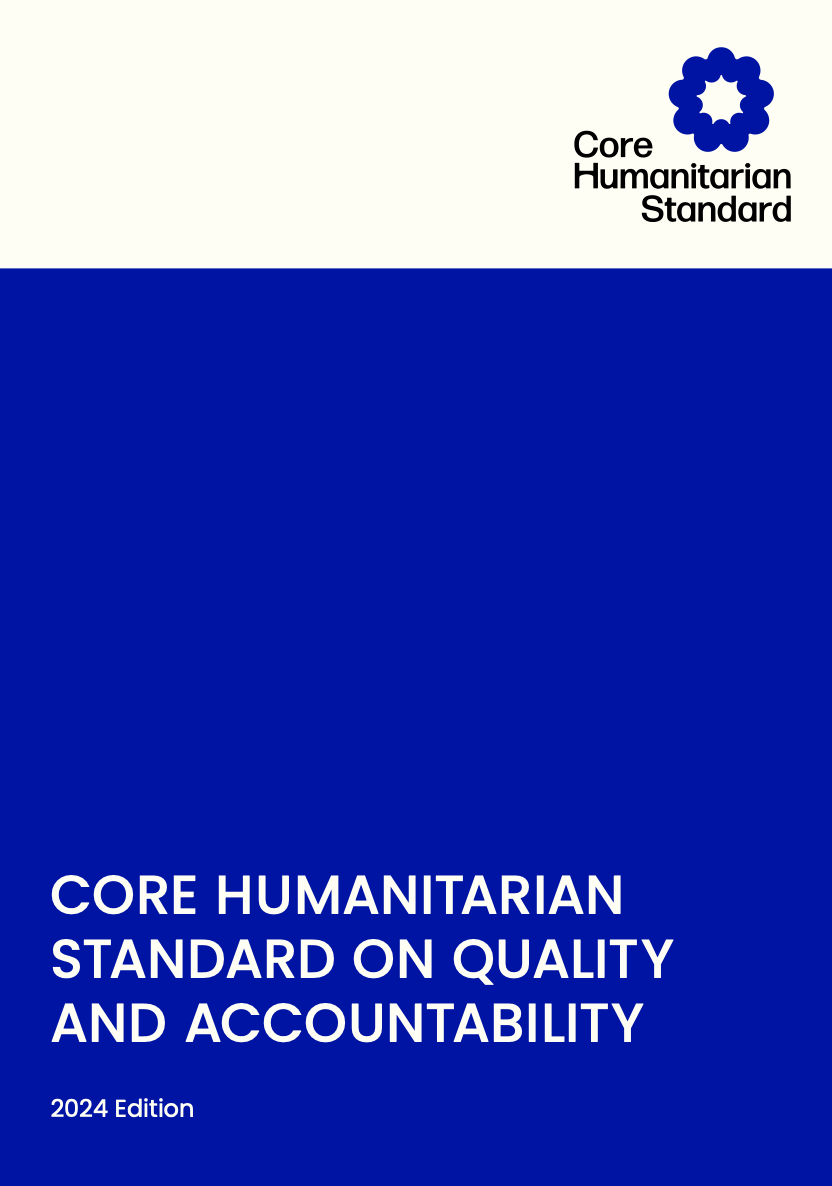 Core
Humanitarian
Standard
CORE HUMANITARIAN
STANDARD ON QUALITY
AND ACCOUNTABILITY
2024 Edition